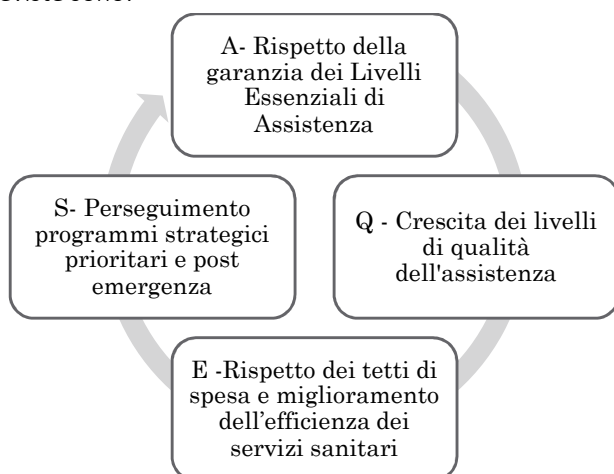 A- Rispetto della
garanzia dei Livelli
Essenziali di
Assistenza
Q - Crescita dei livelli
di qualità
dell'assistenza
E -Rispetto dei tetti di
spesa e miglioramento
dell’efficienza dei
servizi sanitari
S- Perseguimento
programmi strategici
prioritari e post
emergenza